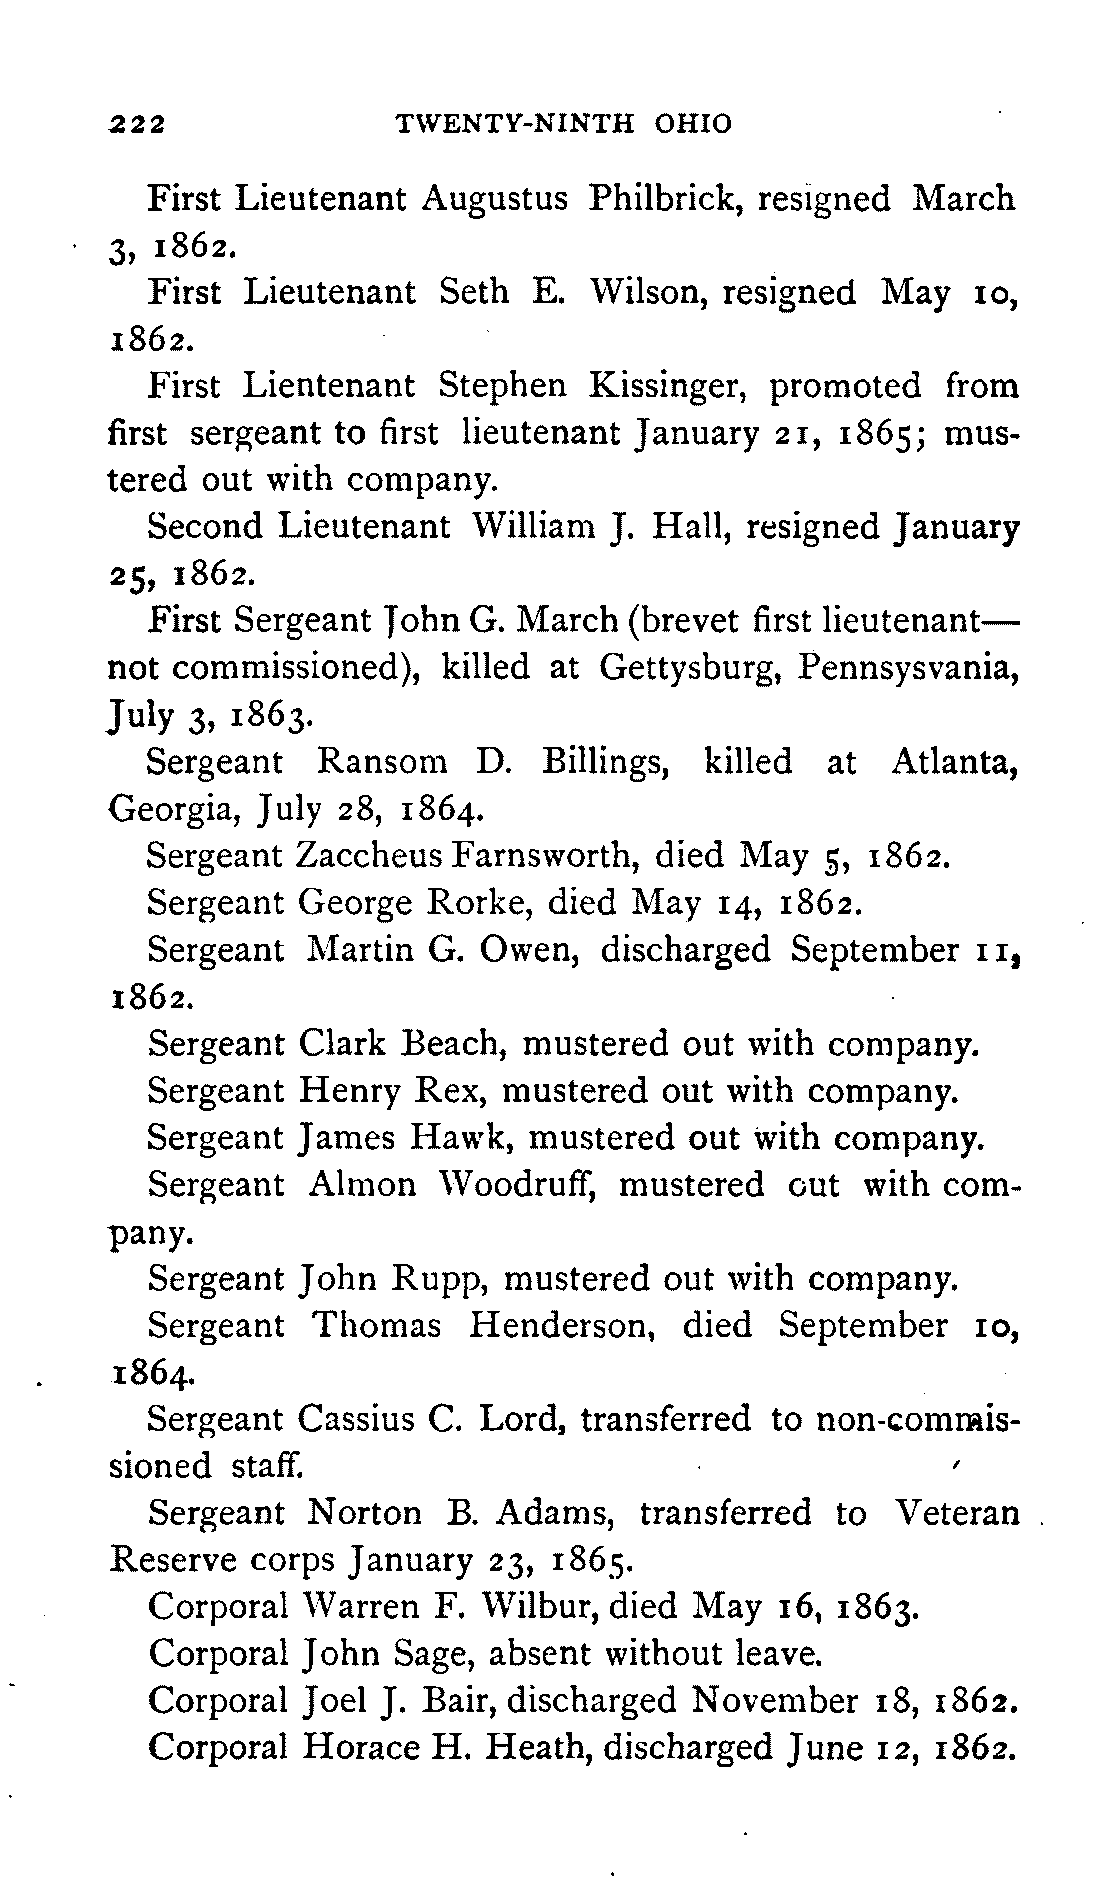 222 TWENTY-NINTH OHIO
First Lieutenant Augustus Philbrick, resigned March
3, 1862.
First Lieutenant Seth E. Wilson, resigned May 10,
1862.
First Lientenant Stephen Kissinger, promoted from
first sergeant to first lieutenant January 21, 1865; mus-
tered out with company.
Second Lieutenant William J. Hall, resigned January
25, 1862.
First Sergeant John G. March (brevet first lieutenant—
not commissioned), killed at Gettysburg, Pennsysvania,
July 3, 1863.
Sergeant Ransom D. Billings, killed at Atlanta,
Georgia, July 28, 1864.
Sergeant Zaccheus Farnsworth, died May 5, 1862.
Sergeant George Rorke, died May 14, 1862.
Sergeant Martin G. Owen, discharged September 11,
1862.
Sergeant Clark Beach, mustered out with company.
Sergeant Henry Rex, mustered out with company.
Sergeant James Hawk, mustered out with company.
Sergeant Almon Woodruff, mustered out with com-
pany.
Sergeant John Rupp, mustered out with company.
Sergeant Thomas Henderson, died September 10,
1864.
Sergeant Cassius C. Lord, transferred to non-commis-
sioned staff.
Sergeant Norton B. Adams, transferred to Veteran
Reserve corps January 23, 1865.
Corporal Warren F. Wilbur, died May 16, 1863.
Corporal John Sage, absent without leave.
Corporal Joel J. Bair, discharged November 18, 1862.
Corporal Horace H. Heath, discharged June 12, 1862.